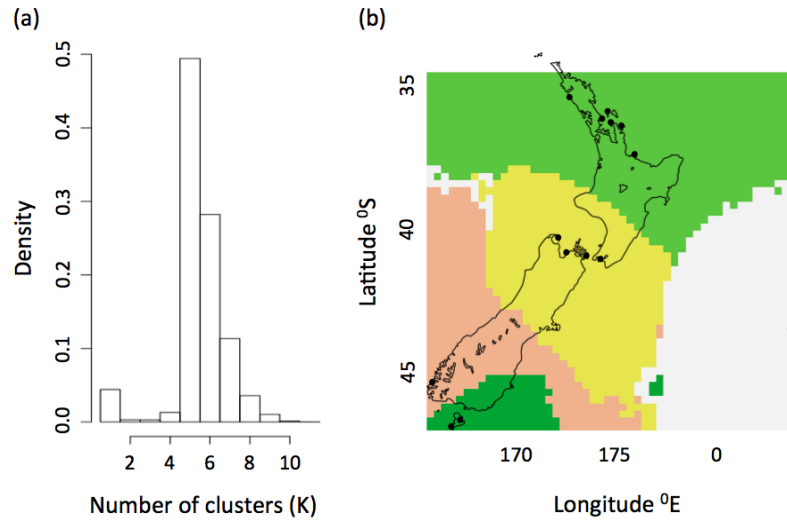 (a)
0.5
0.4
0.3
0.2
0.1
0.0
Density
2 4 6 8 10
Number of clusters (K)
(b)
35
40
45
Latitude ⁰S
170 175 0
Longitude ⁰E